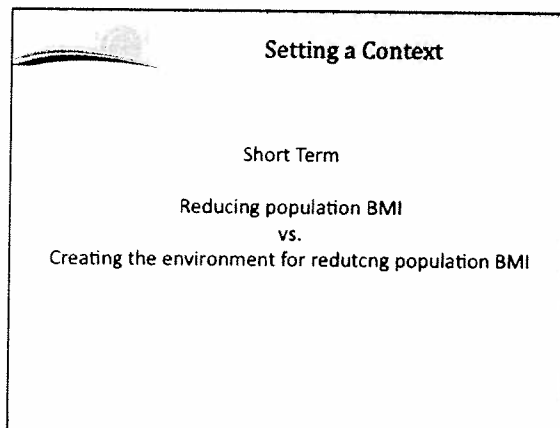 Setting a Context
Short Term
Reducing population BMI
vs.
Creating the environment for redutcng population BMI